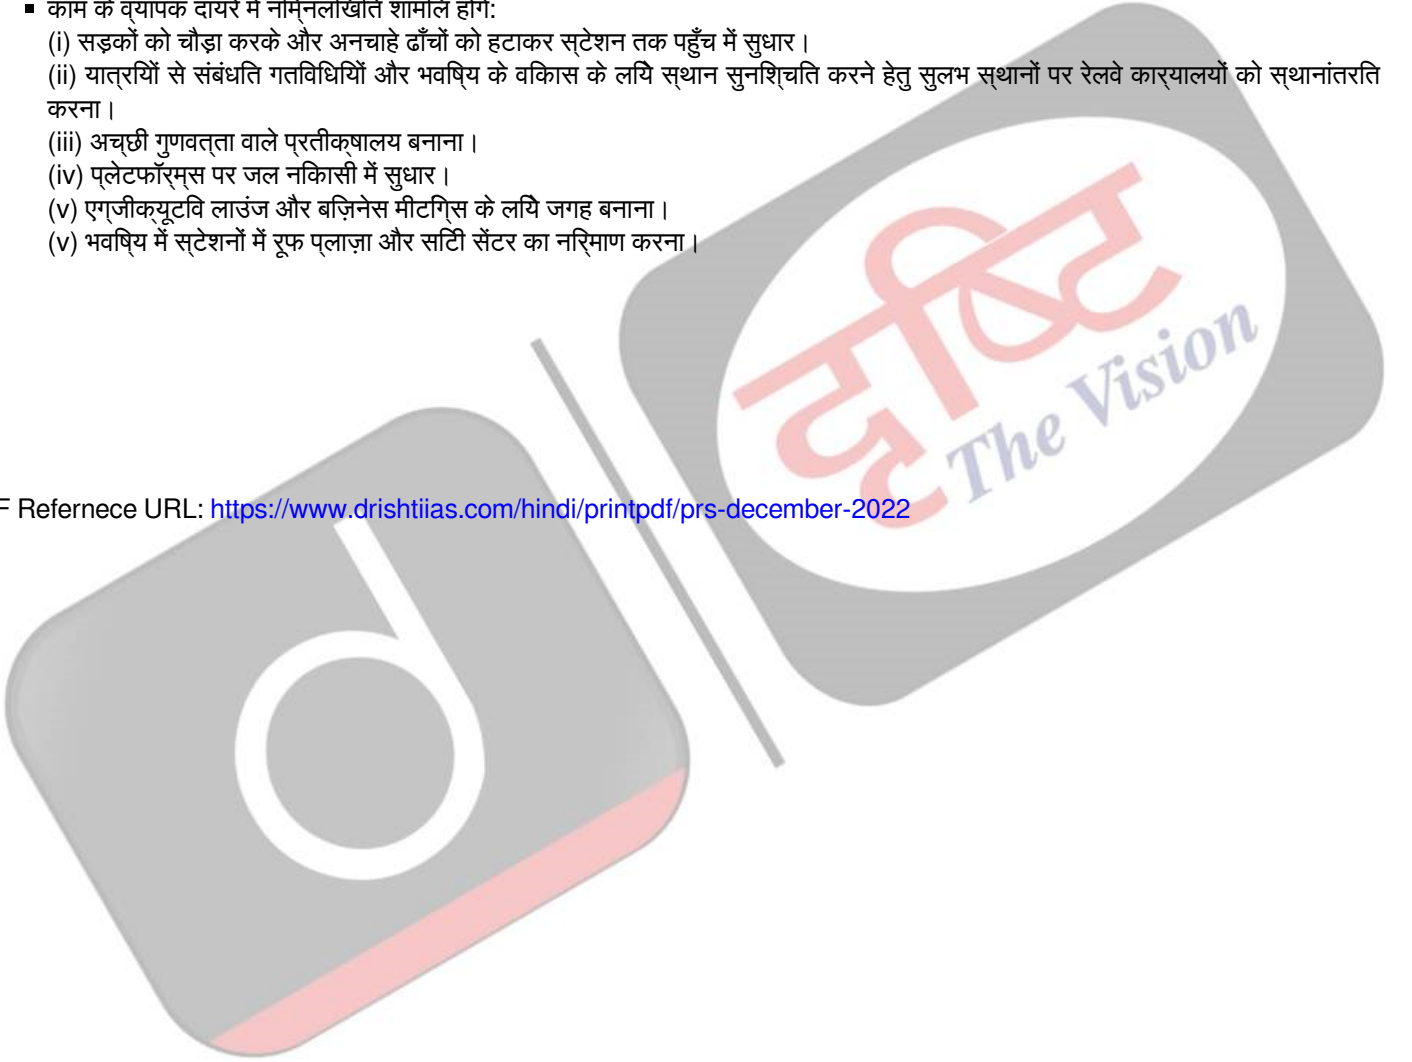 ▪ काम के व्यापक दायरे में निम्नलिखित शामिल होंगे:
(i) सड़कों को चौड़ा करके और अनचाहे ढाँचों को हटाकर स्टेशन तक पहुँच में सुधार।
(ii) यात्रियों से संबंधित गतिविधियों और भविष्य के विकास के लिये स्थान सुनिश्चित करने हेतु सुलभ स्थानों पर रेलवे कार्यालयों को स्थानांतरित
करना।
(iii) अच्छी गुणवत्ता वाले प्रतीक्षालय बनाना।
(iv) प्लेटफॉर्म्स पर जल निकासी में सुधार।
(v) एग्जीक्यूटिव लाउंज और बिज़नेस मीटिंग्स के लिये जगह बनाना।
(v) भविष्य में स्टेशनों में रूफ प्लाज़ा और सिटी सेंटर का निर्माण करना।
दृष्टि
The Vision
F Refernece URL: https://www.drishtiias.com/hindi/printpdf/prs-december-2022
d